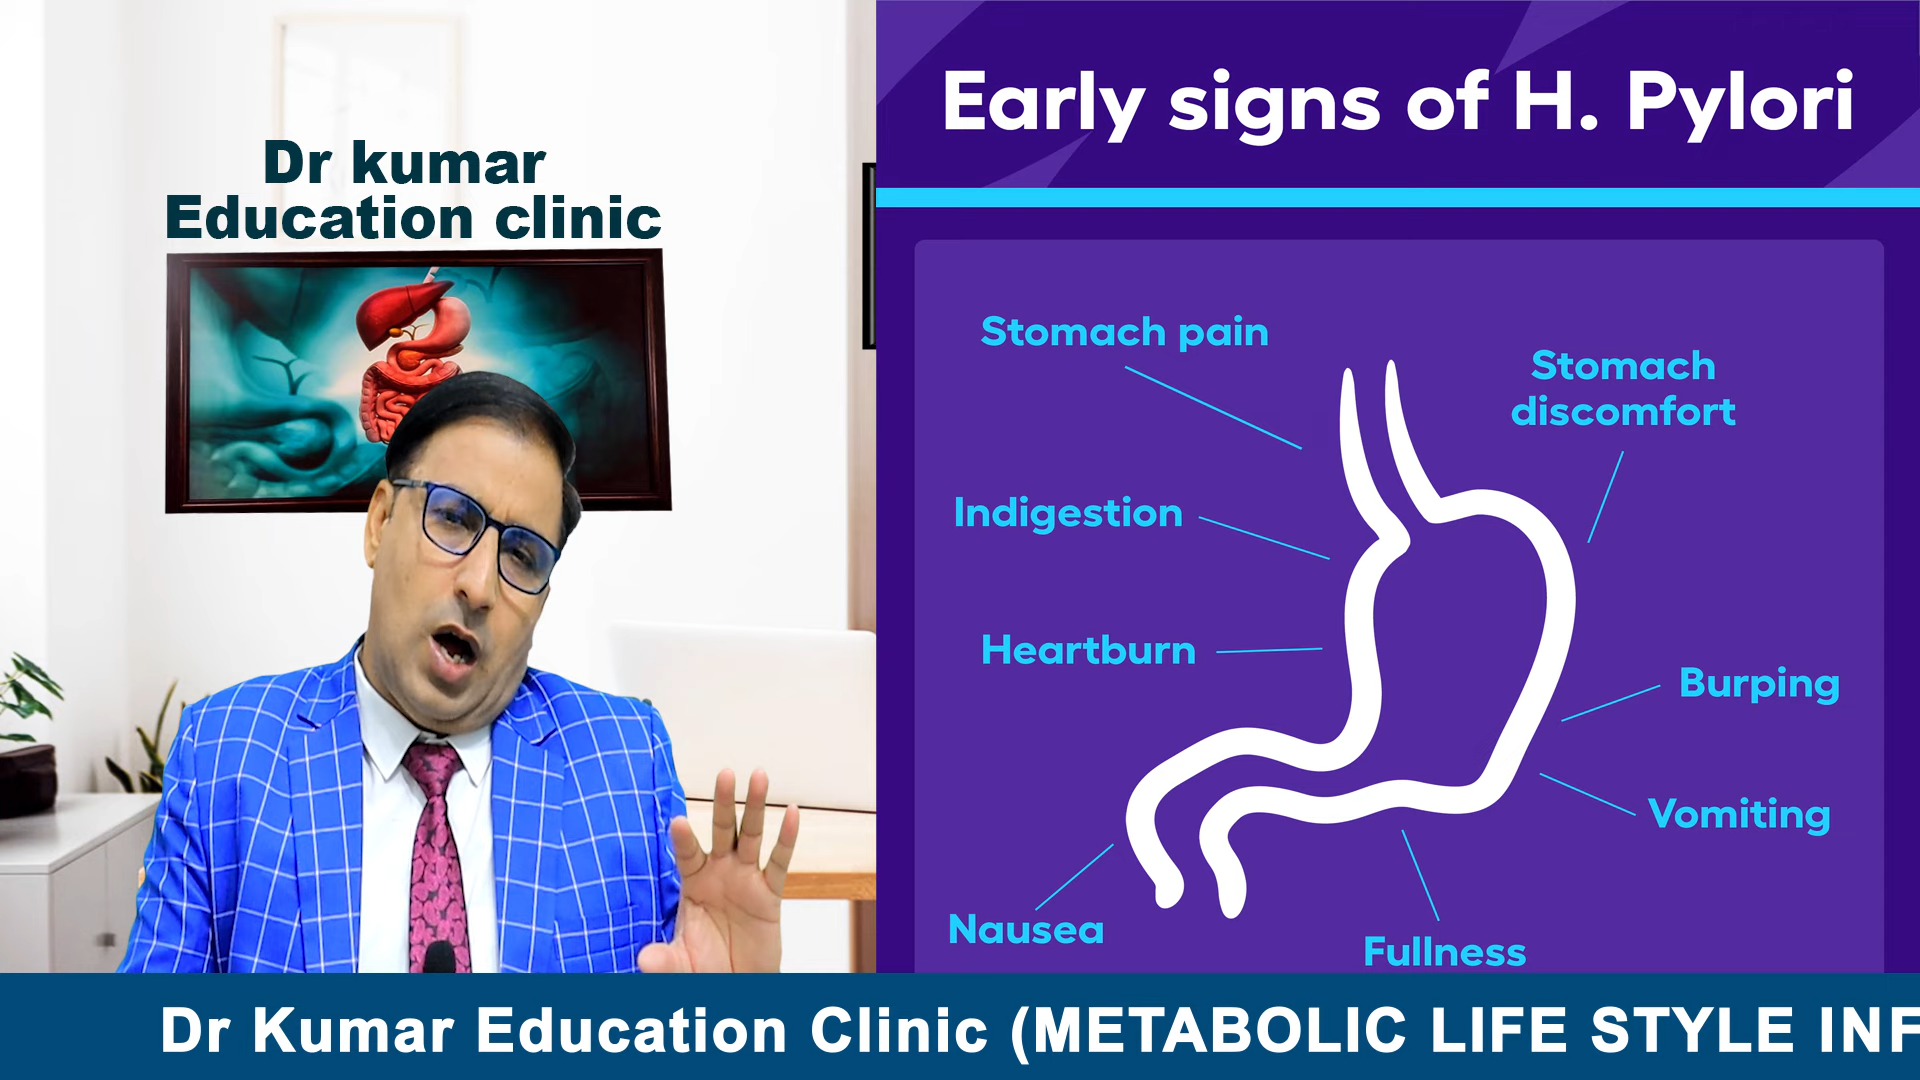 Dr kumar
Education clinic
Early signs of H. Pylori
Stomach pain
Stomach
discomfort
Indigestion
Heartburn
Burping
Vomiting
Nausea
Fullness
Dr Kumar Education Clinic (METABOLIC LIFE STYLE INF